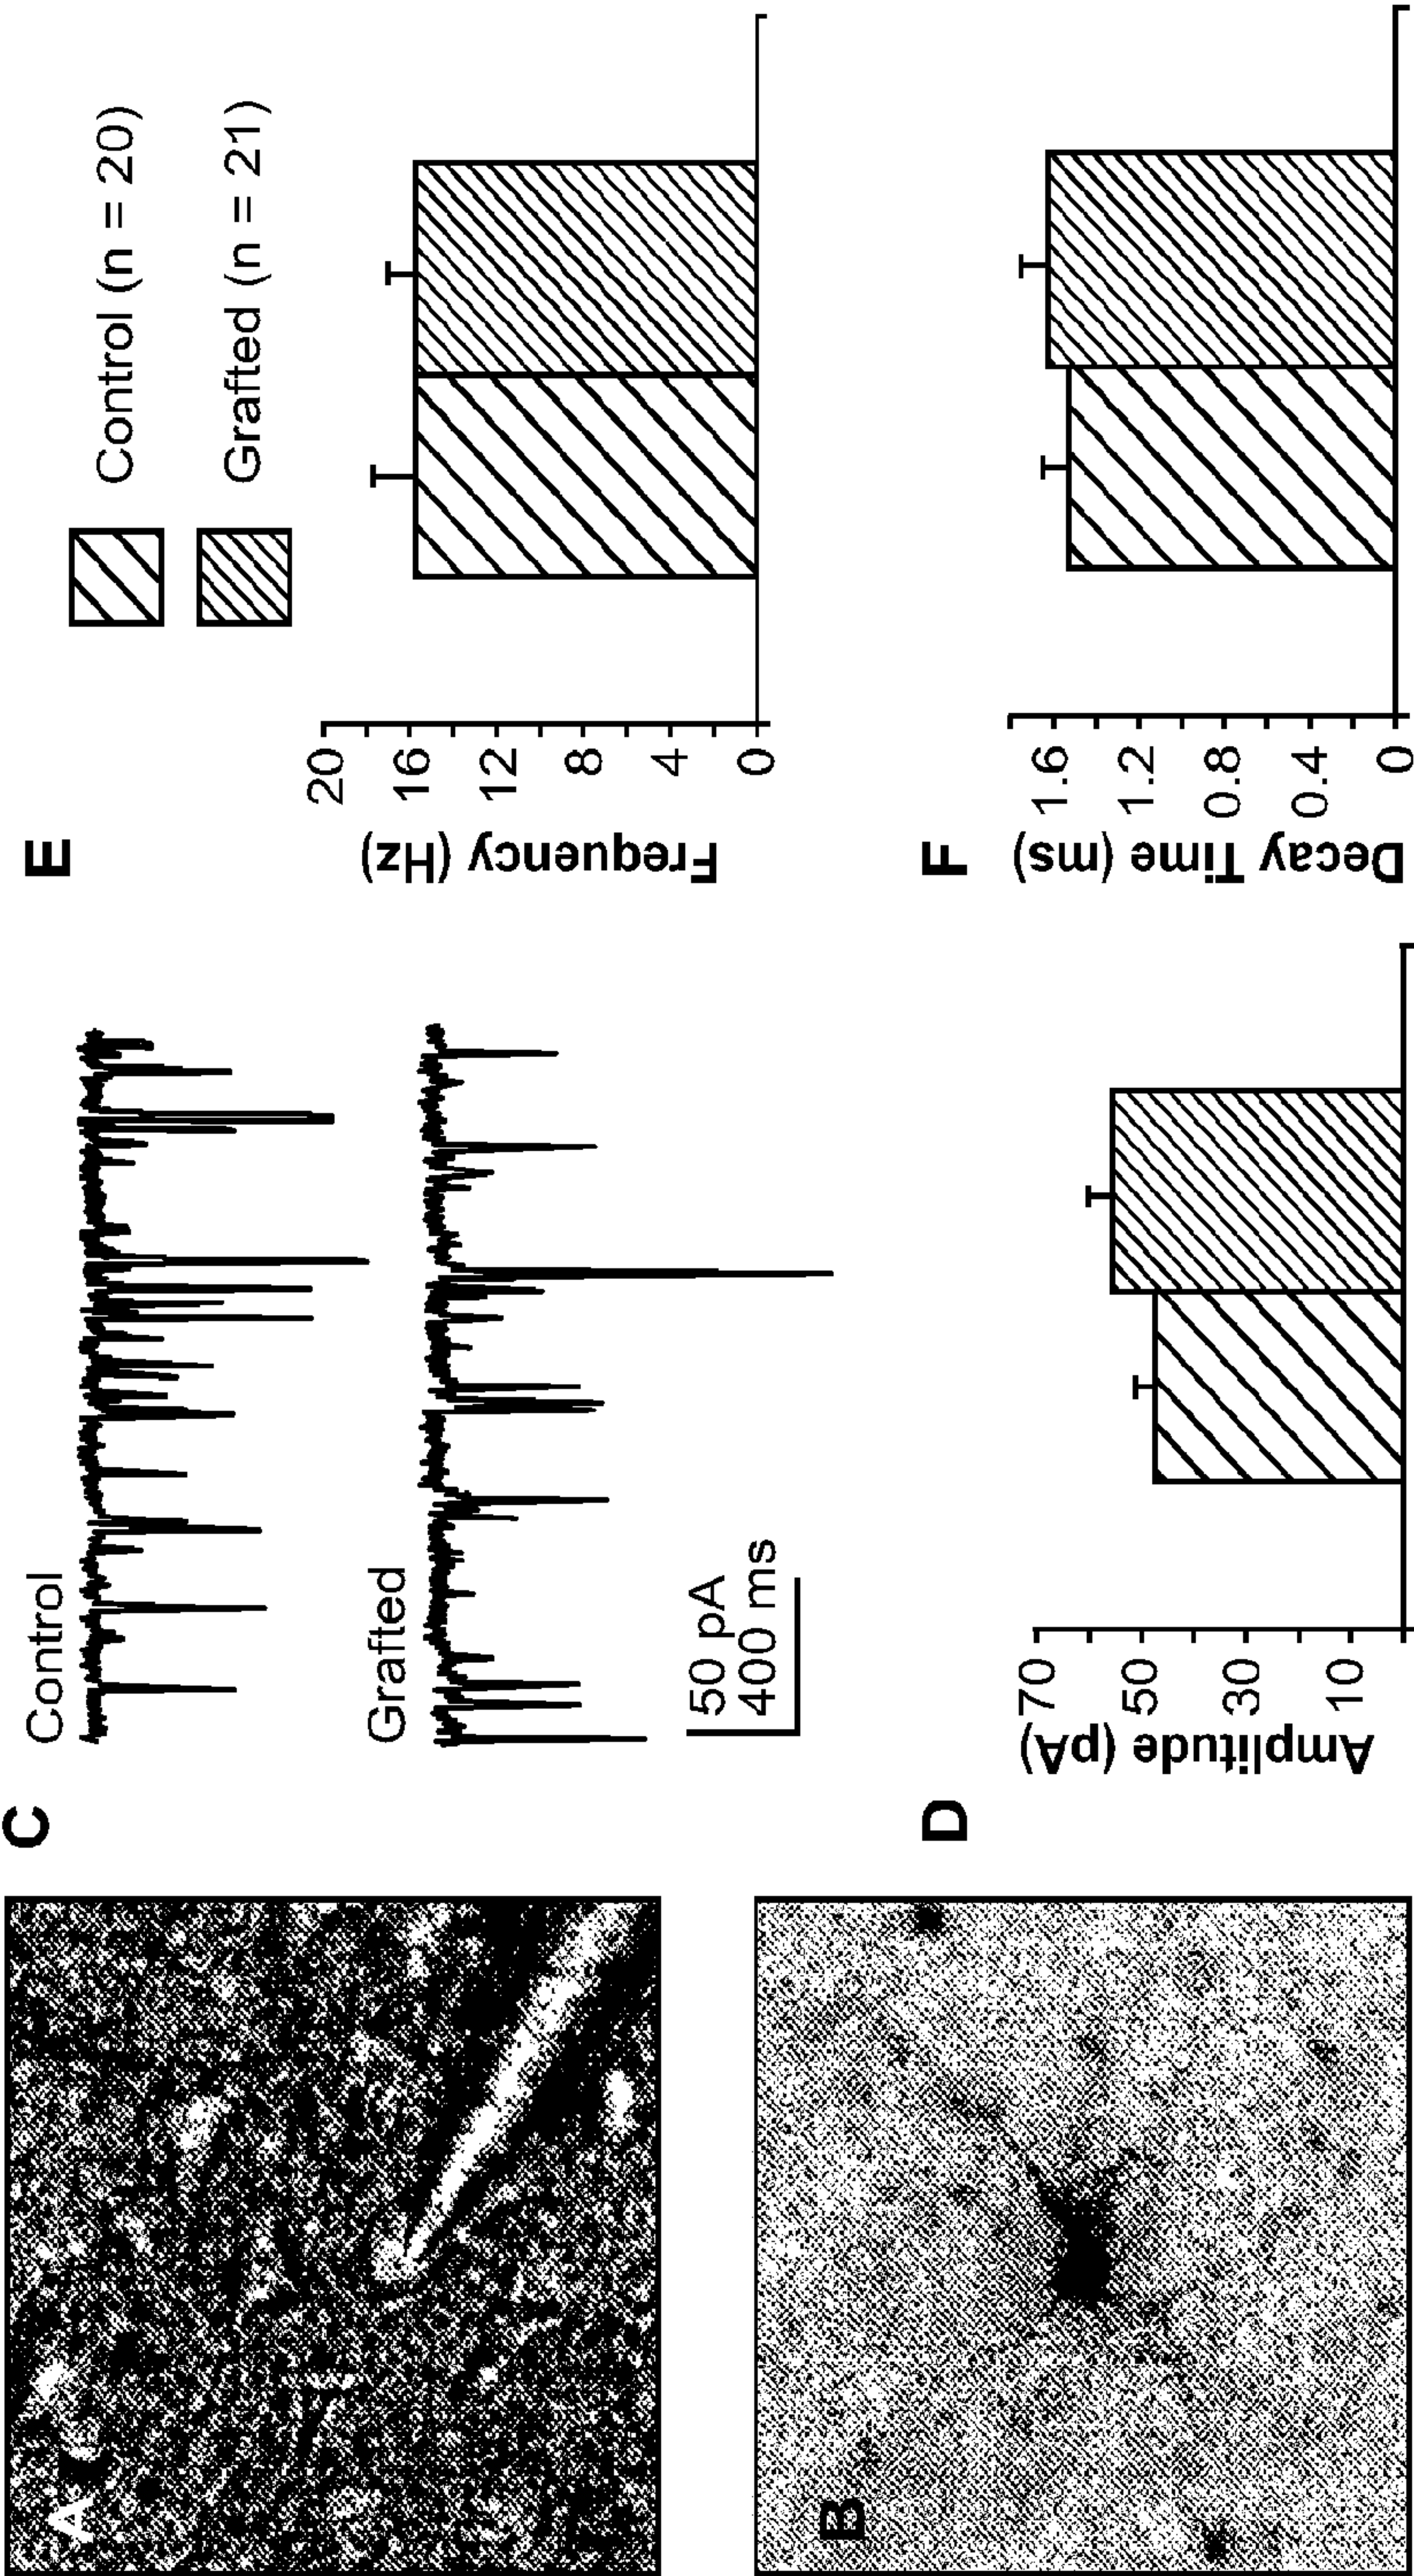 A
B
C
Control
Grafted
50 pA
400 ms
D
Amplitude (pA)
70
50
30
10
E
Control (n = 20)
Grafted (n = 21)
Frequency (Hz)
20
16
12
8
4
0
F
Decay Time (ms)
1.6
1.2
0.8
0.4
0